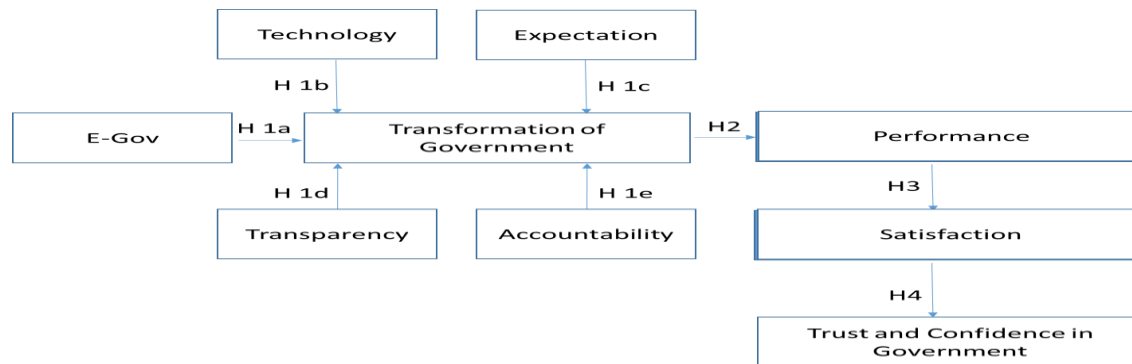 Technology
Expectation
H 1b
H 1c
E-Gov
H 1a
Transformation of
Government
H2
Performance
H 1d
H 1e
H3
Transparency
Accountability
Satisfaction
H4
Trust and Confidence in
Government